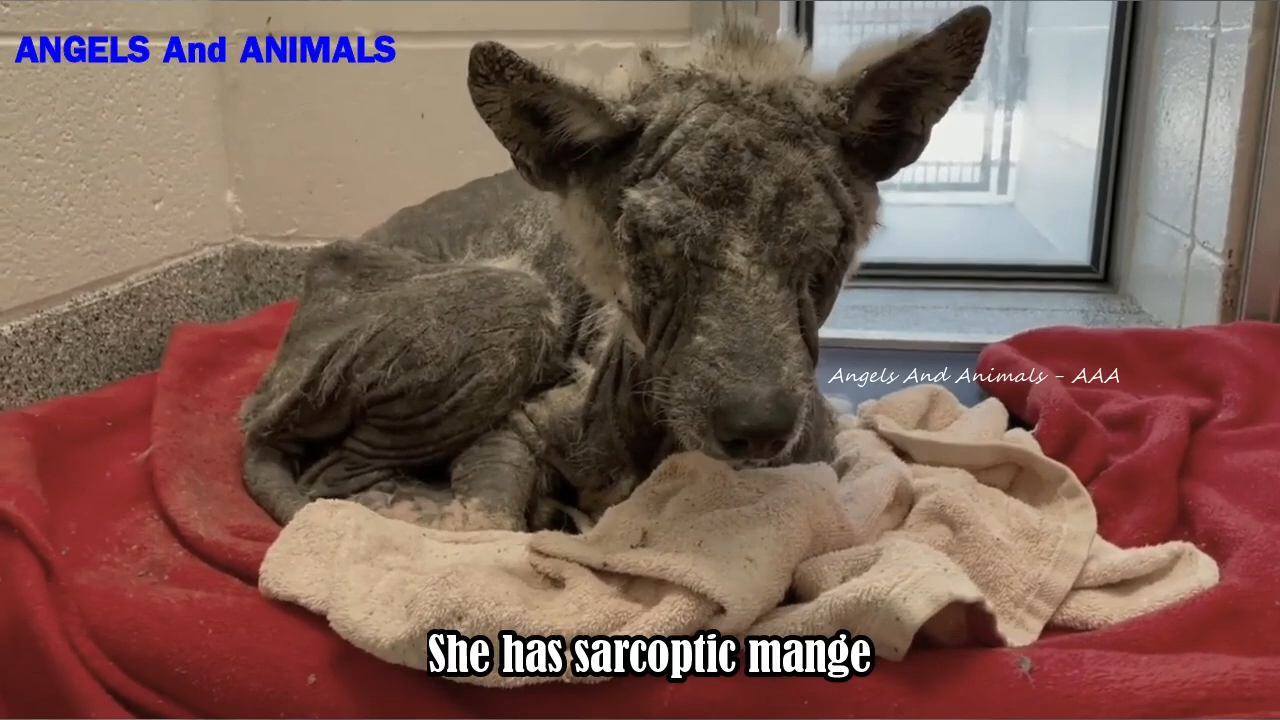 ANGELS And ANIMALS
Angels And Animals - AAA
She has sarcoptic mange